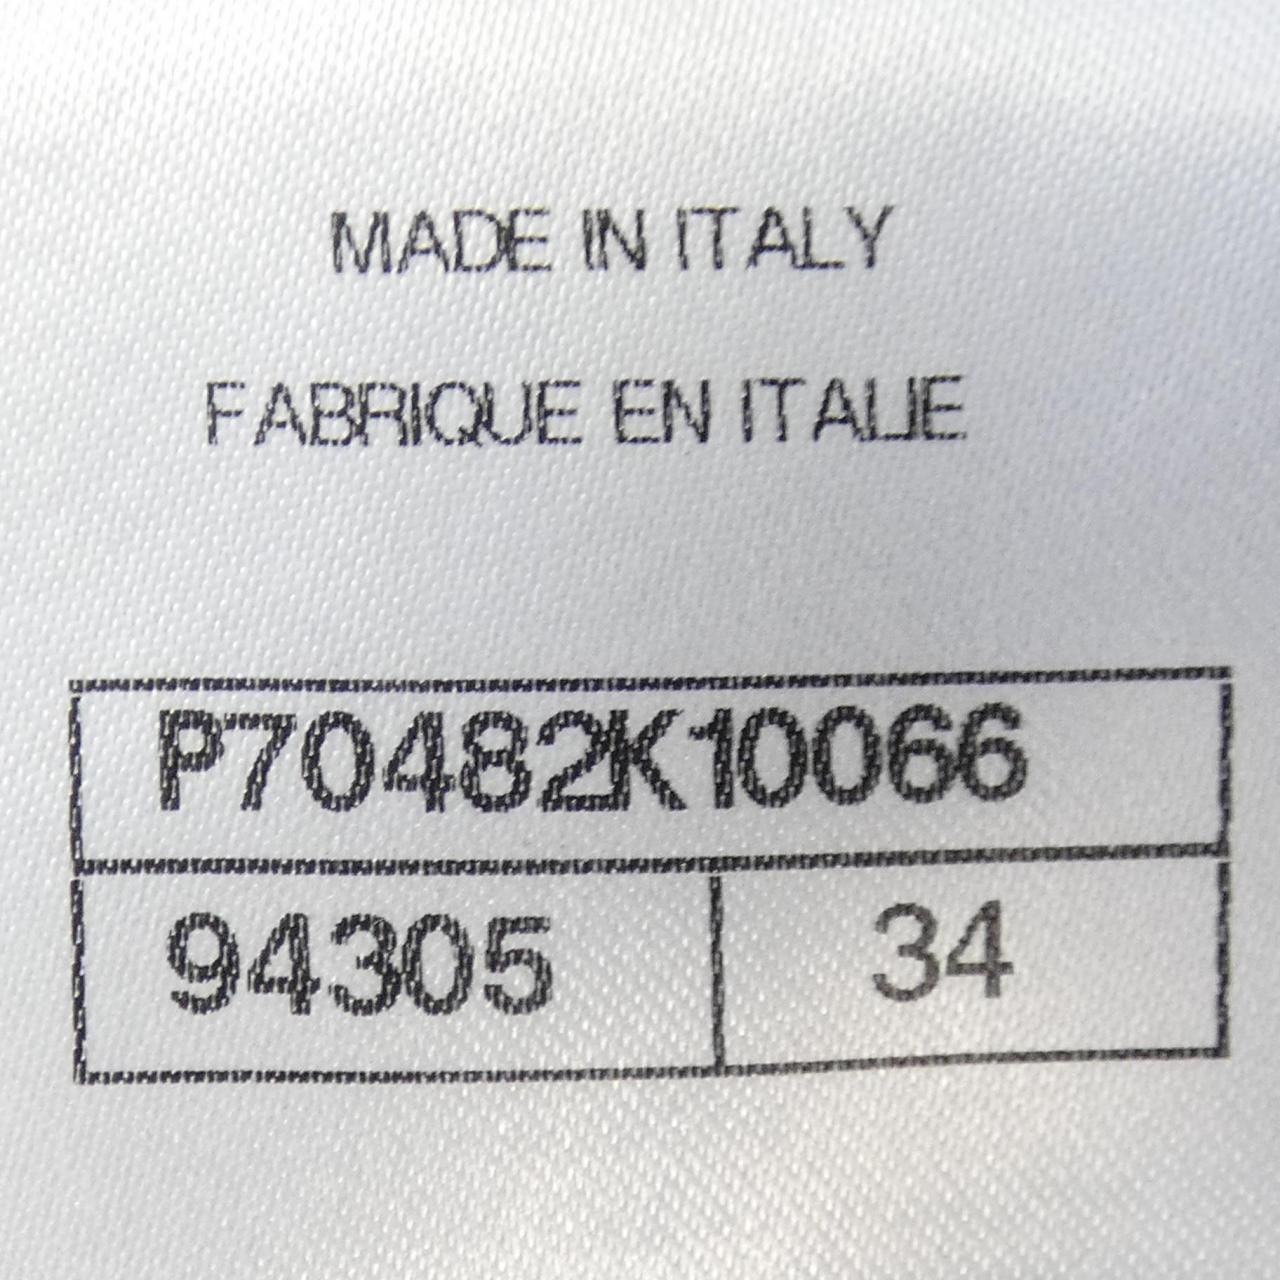 MADE IN ITALY
FABRIQUE EN ITALIE
P70482K10066
94305 34